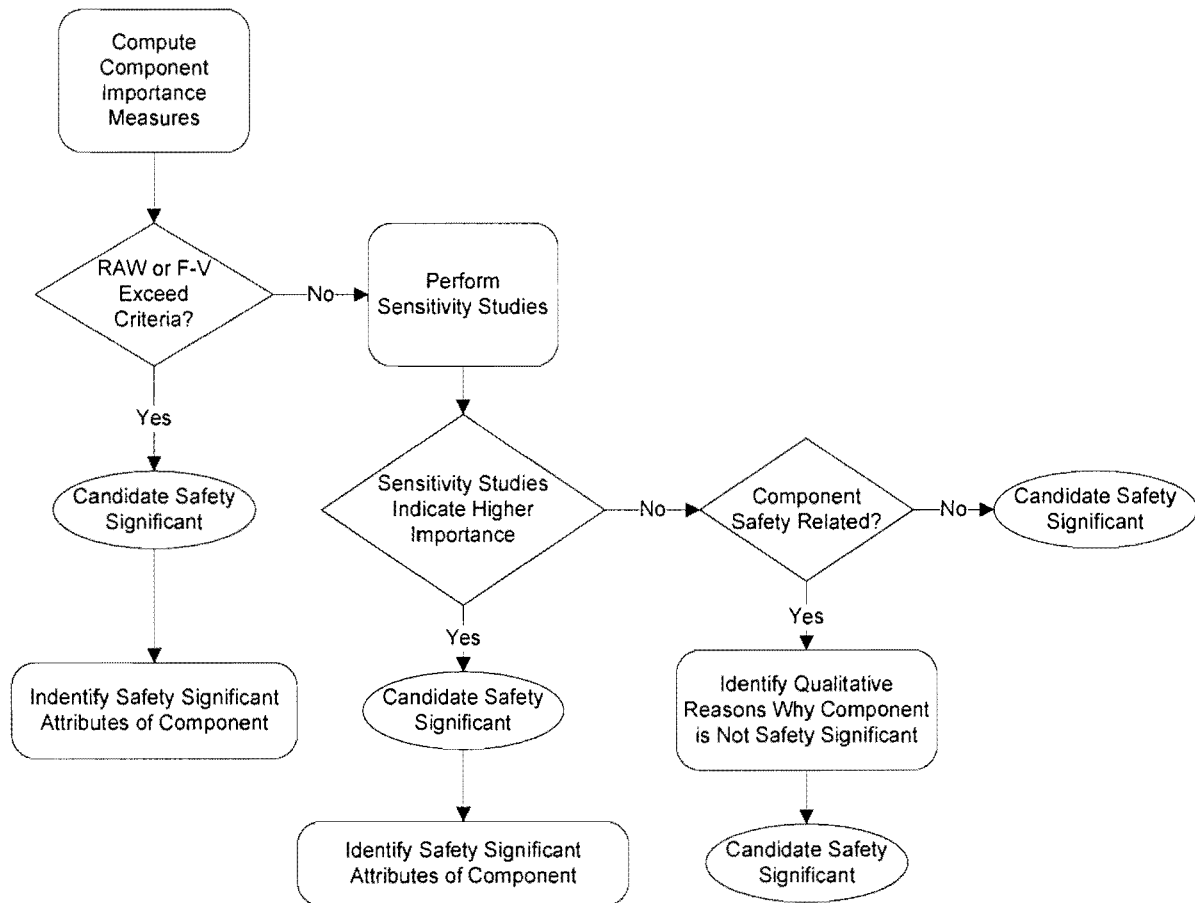 Compute
Component
Importance
Measures
RAW or F-V
Exceed
Criteria?
No
Perform
Sensitivity Studies
Yes
Candidate Safety
Significant
Indentify Safety Significant
Attributes of Component
Sensitivity Studies
Indicate Higher
Importance
No
Component
Safety Related?
No
Candidate Safety
Significant
Yes
Candidate Safety
Significant
Identify Safety Significant
Attributes of Component
Yes
Identify Qualitative
Reasons Why Component
is Not Safety Significant
Candidate Safety
Significant